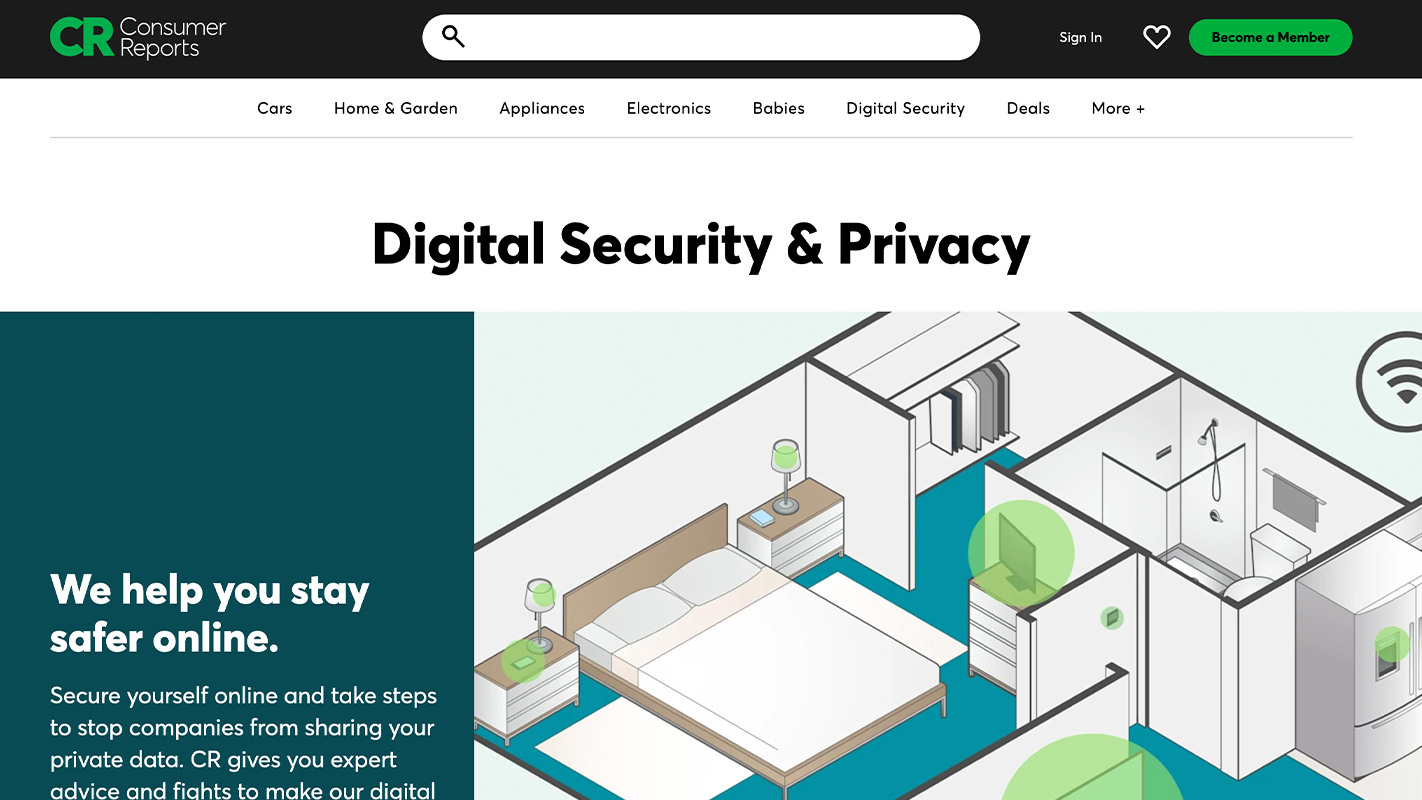 CR Consumer
Reports
Sign In
Become a Member
Cars
Home & Garden
Appliances
Electronics
Babies
Digital Security
Deals
More +
Digital Security & Privacy
We help you stay
safer online.
Secure yourself online and take steps
to stop companies from sharing your
private data. CR gives you expert
advice and fights to make our digital